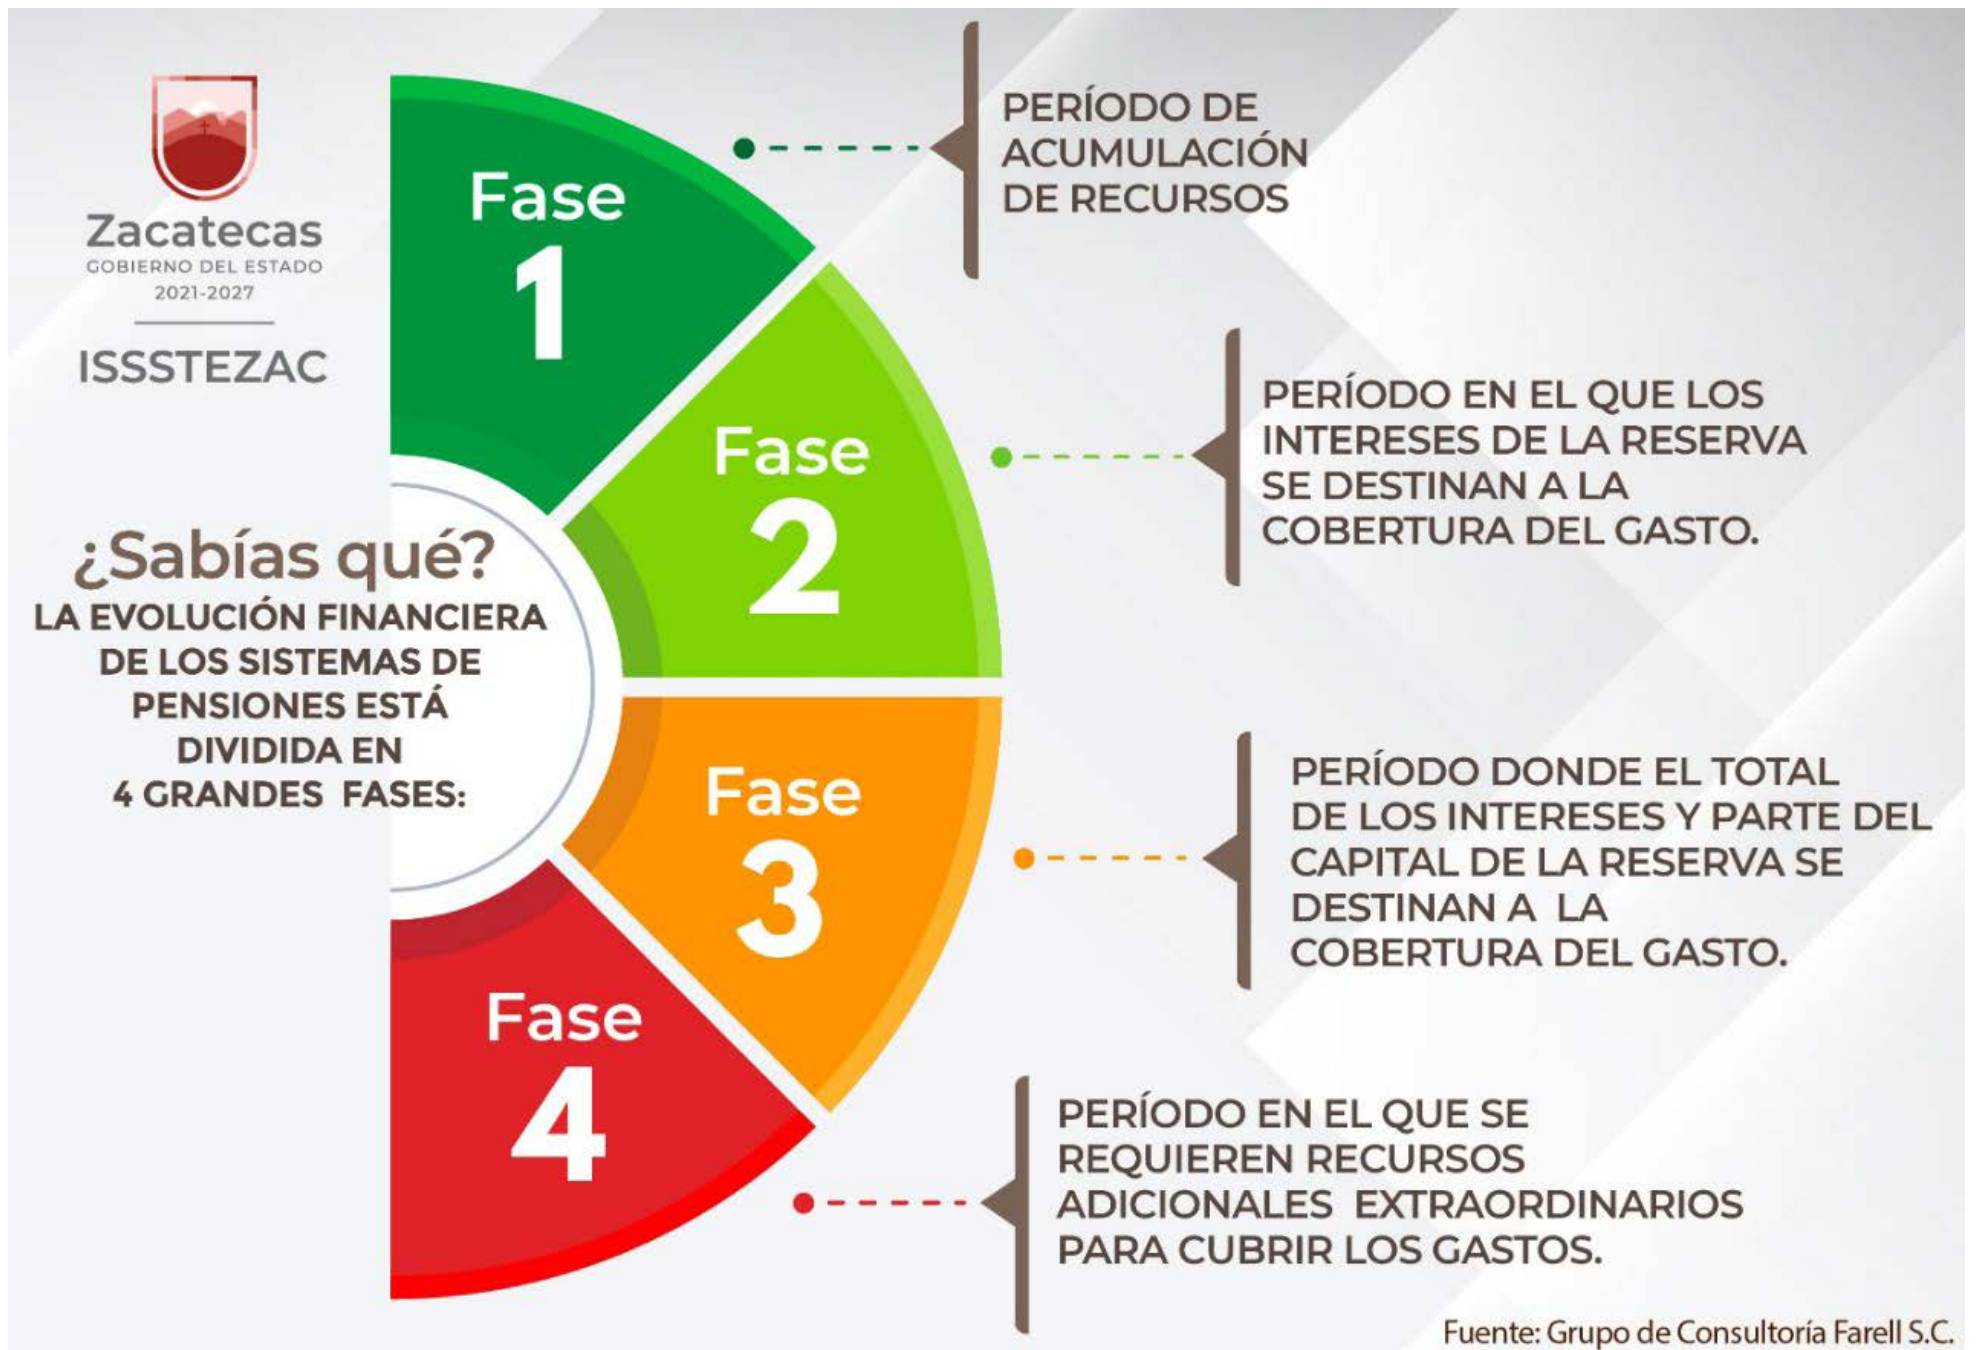 Zacatecas
GOBIERNO DEL ESTADO
2021-2027
ISSSTEZAC
¿Sabías qué?
LA EVOLUCIÓN FINANCIERA
DE LOS SISTEMAS DE
PENSIONES ESTÁ
DIVIDIDA EN
4 GRANDES FASES:
Fase
1
PERÍODO DE
ACUMULACIÓN
DE RECURSOS
Fase
2
PERÍODO EN EL QUE LOS
INTERESES DE LA RESERVA
SE DESTINAN A LA
COBERTURA DEL GASTO.
Fase
3
PERÍODO DONDE EL TOTAL
DE LOS INTERESES Y PARTE DEL
CAPITAL DE LA RESERVA SE
DESTINAN A LA
COBERTURA DEL GASTO.
Fase
4
PERÍODO EN EL QUE SE
REQUIEREN RECURSOS
ADICIONALES EXTRAORDINARIOS
PARA CUBRIR LOS GASTOS.
Fuente: Grupo de Consultoría Farell S.C.